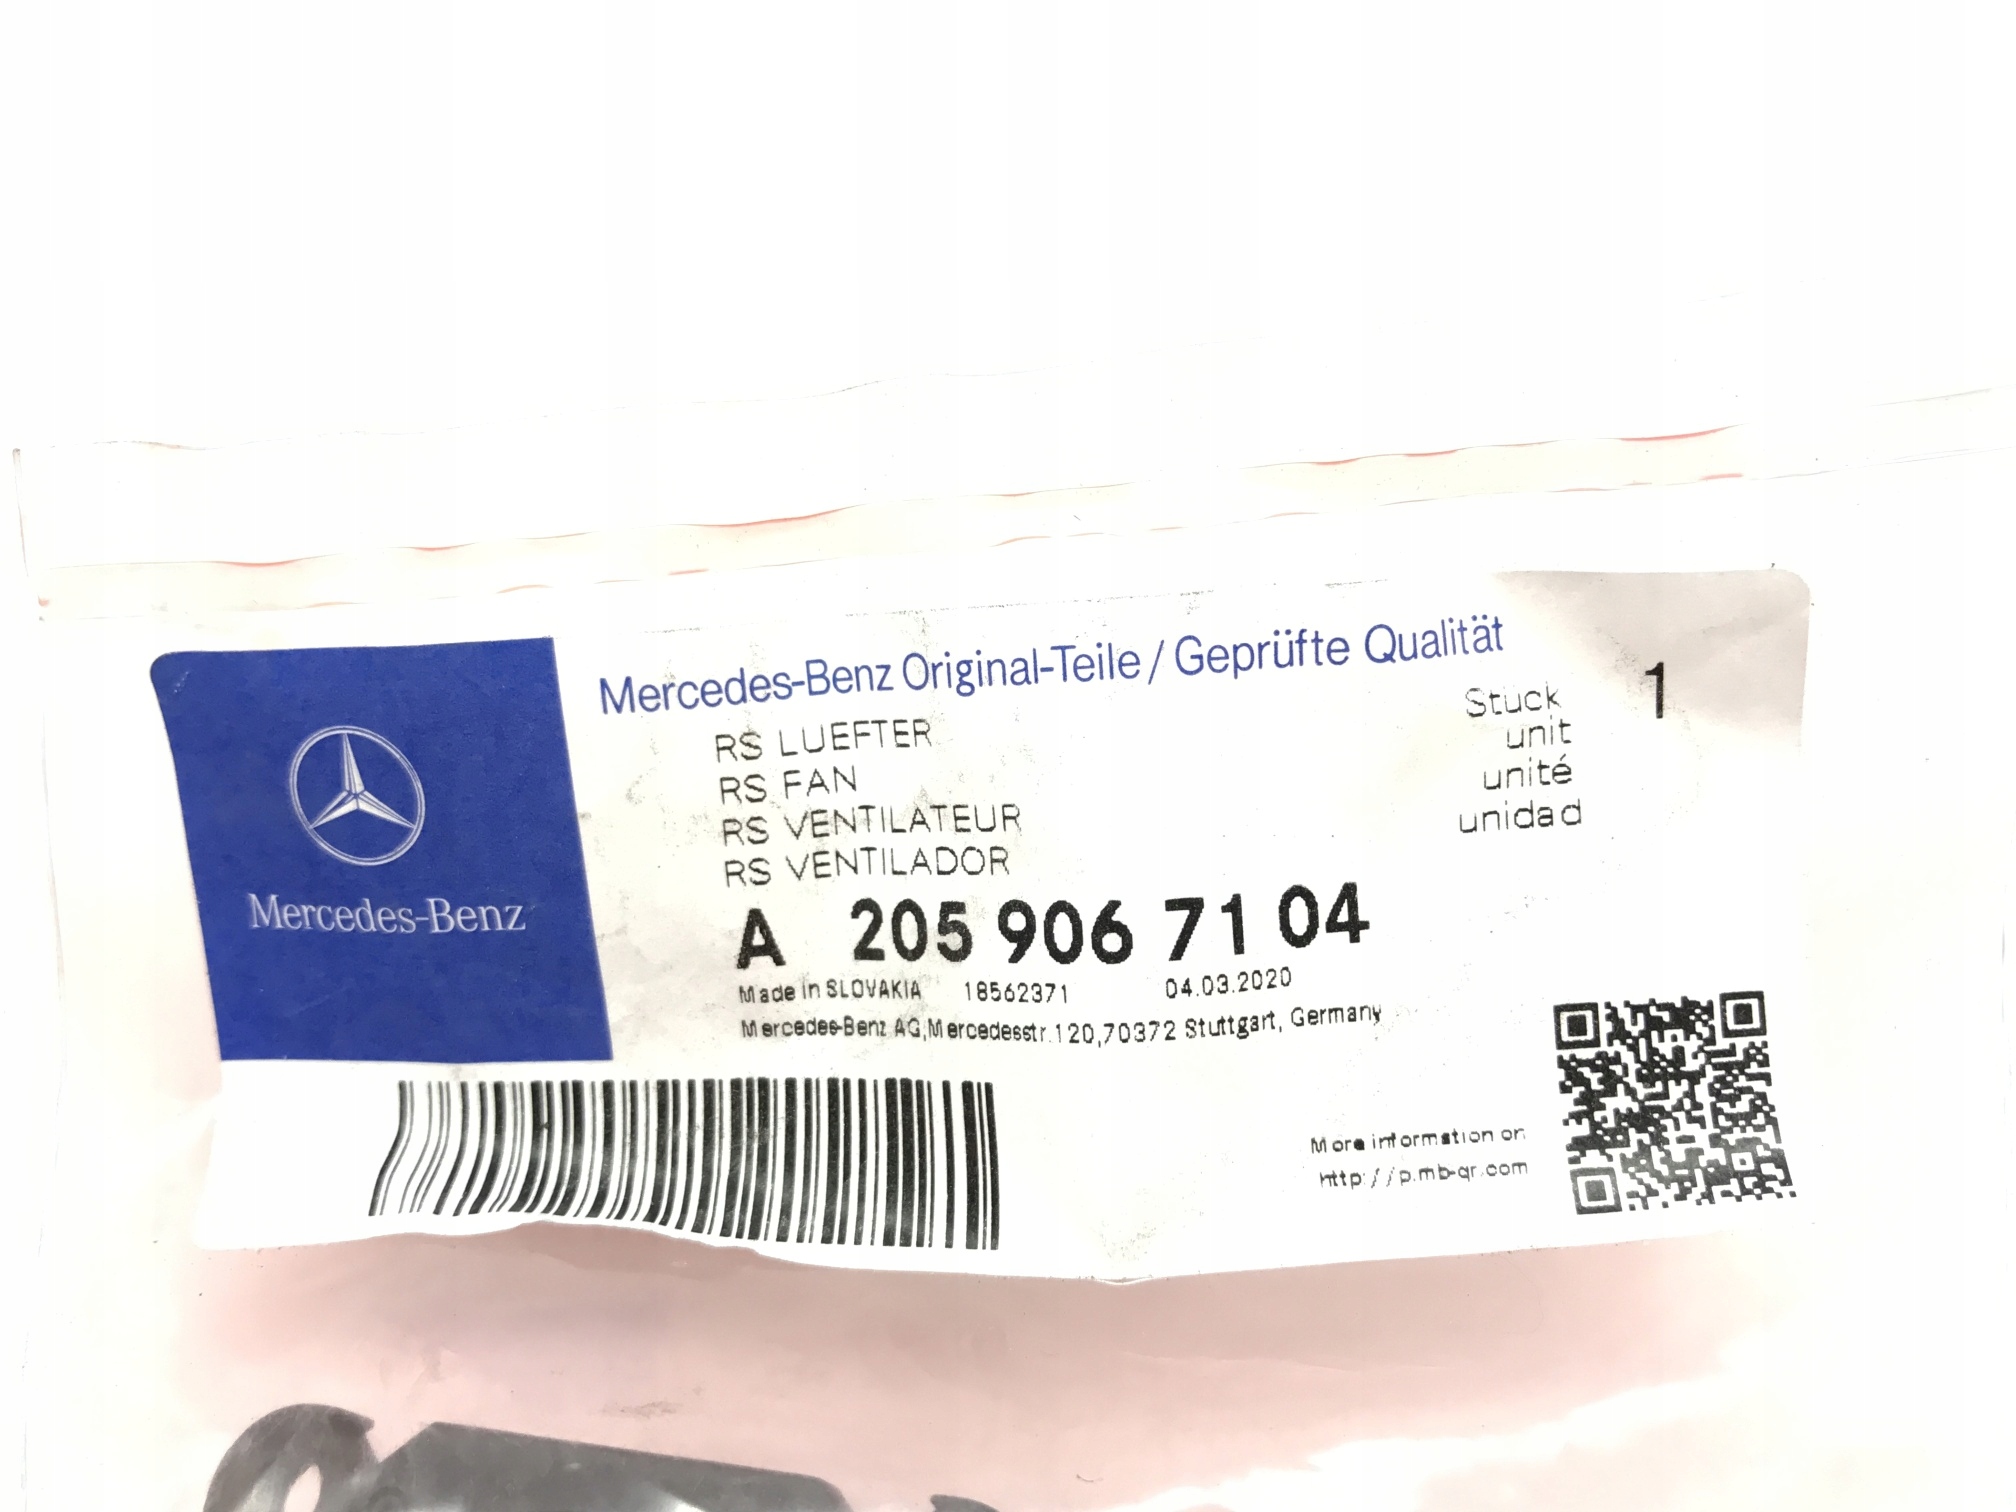 Mercedes-Benz
Mercedes-Benz Original-Teile / Geprüfte Qualität
RS LUEFTER
RS FAN
RS VENTILATEUR
RS VENTILADOR
Stück 1
unit
unité
unidad
A 205 906 71 04
Made in SLOVAKIA 18562371 04.03.2020
Mercedes-Benz AG,Mercedesstr.120,70372 Stuttgart, Germany
More information on
http://p.mb-qr.com